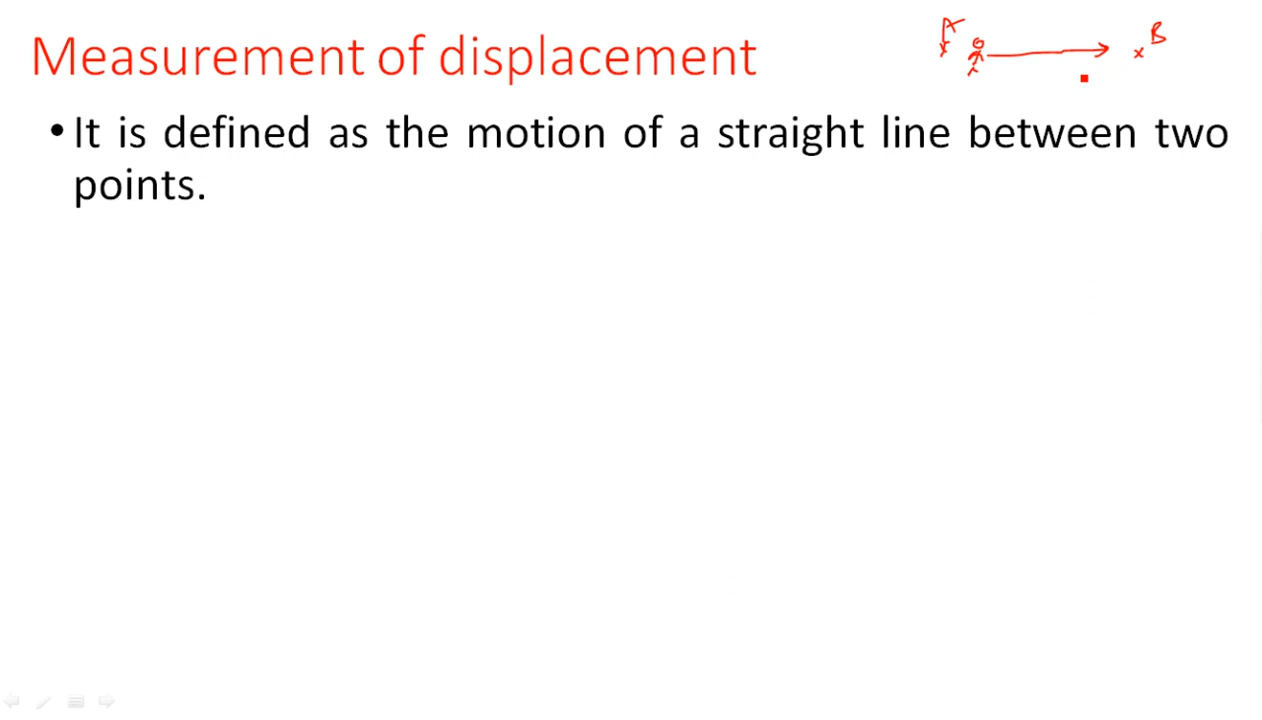 Measurement of displacement
A
B
• It is defined as the motion of a straight line between two
points.